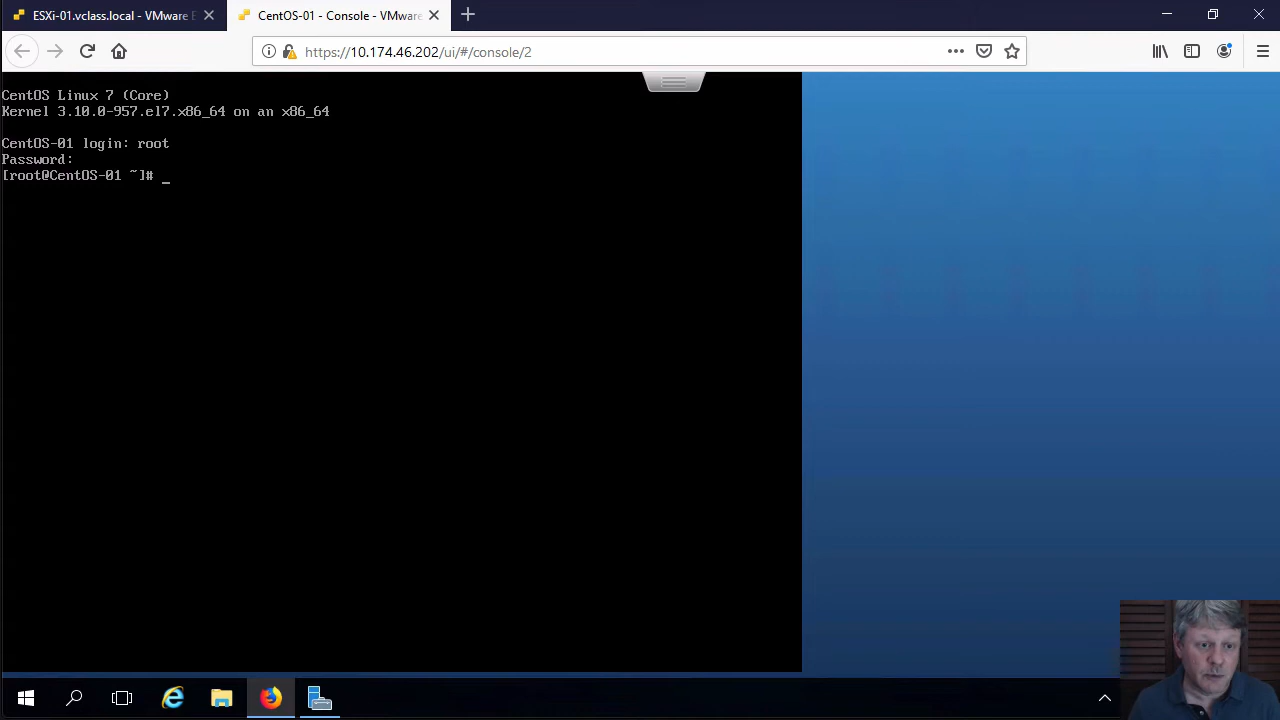 ESXi-01.vclass.local - VMware E
CentOS-01 - Console - VMware
https://10.174.46.202/ui/#/console/2
CentOS Linux 7 (Core)
Kernel 3.10.0-957.el7.x86_64 on an x86_64
CentOS-01 login: root
Password:
[root@CentOS-01 ~]# _